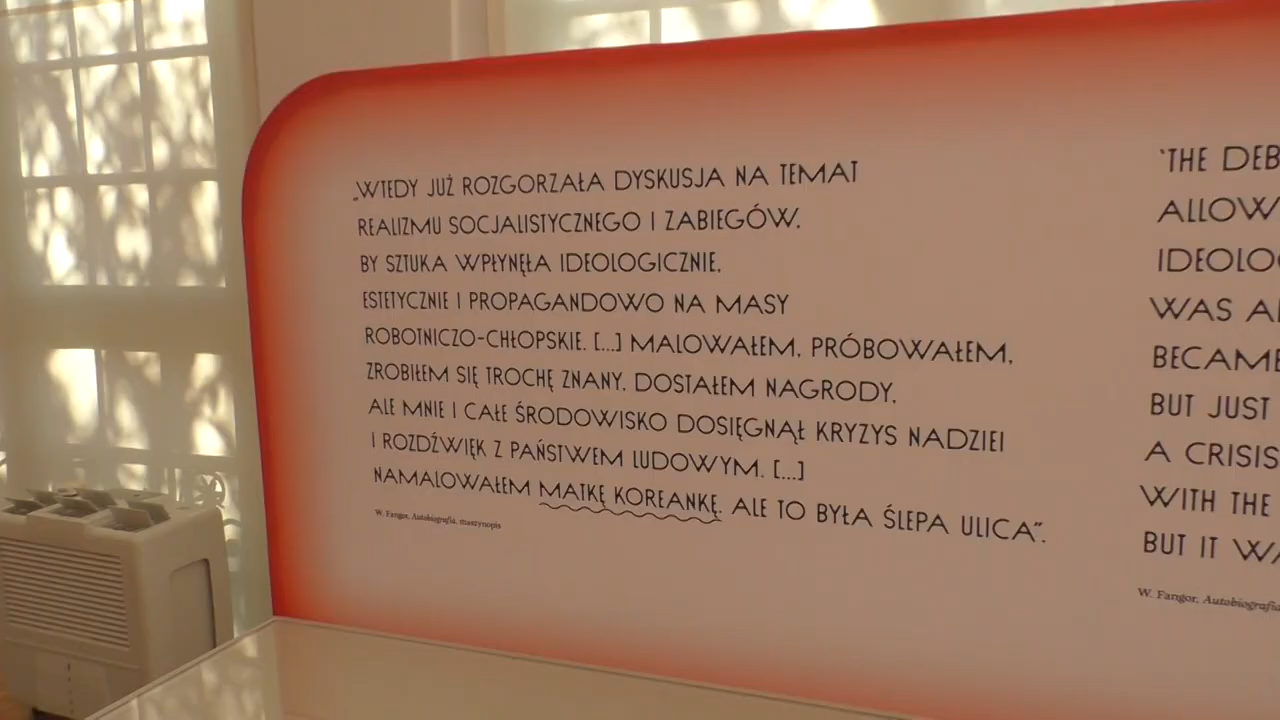 „WTEDY JUŻ ROZGORZAŁA DYSKUSJA NA TEMAT
REALIZMU SOCJALISTYCZNEGO I ZABIEGÓW.
BY SZTUKA WPŁYNĘŁA IDEOLOGICZNIE,
ESTETYCZNIE I PROPAGANDOWO NA MASY
ROBOTNICZO-CHŁOPSKIE. [...] MALOWAŁEM, PRÓBOWAŁEM,
ZROBIŁEM SIĘ TROCHĘ ZNANY, DOSTAŁEM NAGRODY,
ALE MNIE I CAŁE ŚRODOWISKO DOSIĘGNĄŁ KRYZYS NADZIEI
I ROZDŹWIĘK Z PAŃSTWEM LUDOWYM. [...]
NAMALOWAŁEM MATKĘ KOREANKĘ. ALE TO BYŁA ŚLEPA ULICA”.
W. Fangor, Autobiografia, maszynopis
‘THE DEB
ALLOW
IDEOLO
WAS A
BECAME
BUT JUST
A CRISIS
WITH THE
BUT IT WA
W. Fangor, Autobiografia